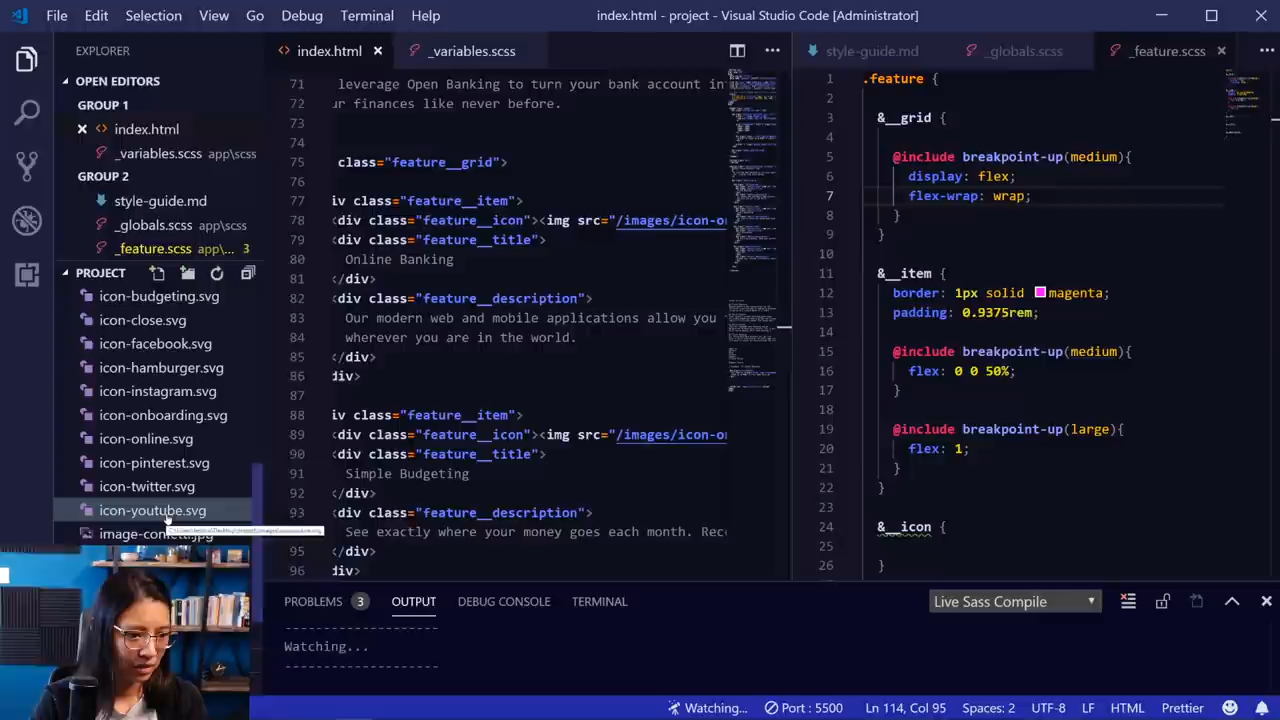 File Edit Selection View Go Debug Terminal Help
index.html - project - Visual Studio Code [Administrator]
EXPLORER
OPEN EDITORS
GROUP 1
index.html
_variables.scss app\scss
GROUP 2
style-guide.md
_globals.scss app\scss
_feature.scss app\... 3
PROJECT
icon-budgeting.svg
icon-close.svg
icon-facebook.svg
icon-hamburger.svg
icon-instagram.svg
icon-onboarding.svg
icon-online.svg
icon-pinterest.svg
icon-twitter.svg
icon-youtube.svg
image-confetti.jpg
index.html
_variables.scss
71 leverage Open Banking to turn your bank account in
72 ur finances like never before.
73
74
75 class="feature__grid">
76
77 iv class="feature__item">
78 <div class="feature__icon"><img src="/images/icon-o
79 <div class="feature__title">
80 Online Banking
81 </div>
82 <div class="feature__description">
83 Our modern web and mobile applications allow you
84 wherever you are in the world.
85 </div>
86 div>
87
88 iv class="feature__item">
89 <div class="feature__icon"><img src="/images/icon-o
90 <div class="feature__title">
91 Simple Budgeting
92 </div>
93 <div class="feature__description">
94 See exactly where your money goes each month. Rec
95 </div>
96 div>
style-guide.md
_globals.scss
_feature.scss
1 .feature {
2
3 &__grid {
4
5 @include breakpoint-up(medium){
6 display: flex;
7 flex-wrap: wrap;
8 }
9 }
10
11 &__item {
12 border: 1px solid magenta;
13 padding: 0.9375rem;
14
15 @include breakpoint-up(medium){
16 flex: 0 0 50%;
17 }
18
19 @include breakpoint-up(large){
20 flex: 1;
21 }
22 }
23
24 &__icon {
25
26 }
PROBLEMS 3 OUTPUT DEBUG CONSOLE TERMINAL
Live Sass Compile
--------------------
Watching...
--------------------
Watching... Port : 5500 Ln 114, Col 95 Spaces: 2 UTF-8 LF HTML Prettier